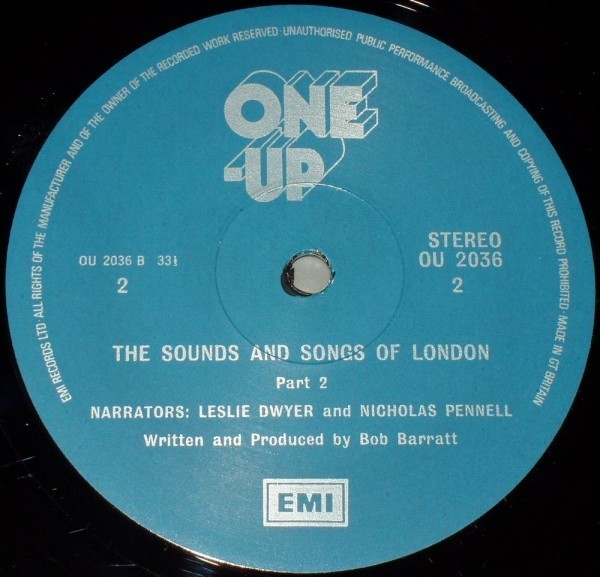 EMI RECORDS LTD · ALL RIGHTS OF THE MANUFACTURER AND OF THE OWNER OF THE RECORDED WORK RESERVED · UNAUTHORISED PUBLIC PERFORMANCE BROADCASTING AND COPYING OF THIS RECORD PROHIBITED · MADE IN GT BRITAIN
ONE
-UP
STEREO
OU 2036 B 33⅓
OU 2036
2
2
THE SOUNDS AND SONGS OF LONDON
Part 2
NARRATORS: LESLIE DWYER and NICHOLAS PENNELL
Written and Produced by Bob Barratt
EMI